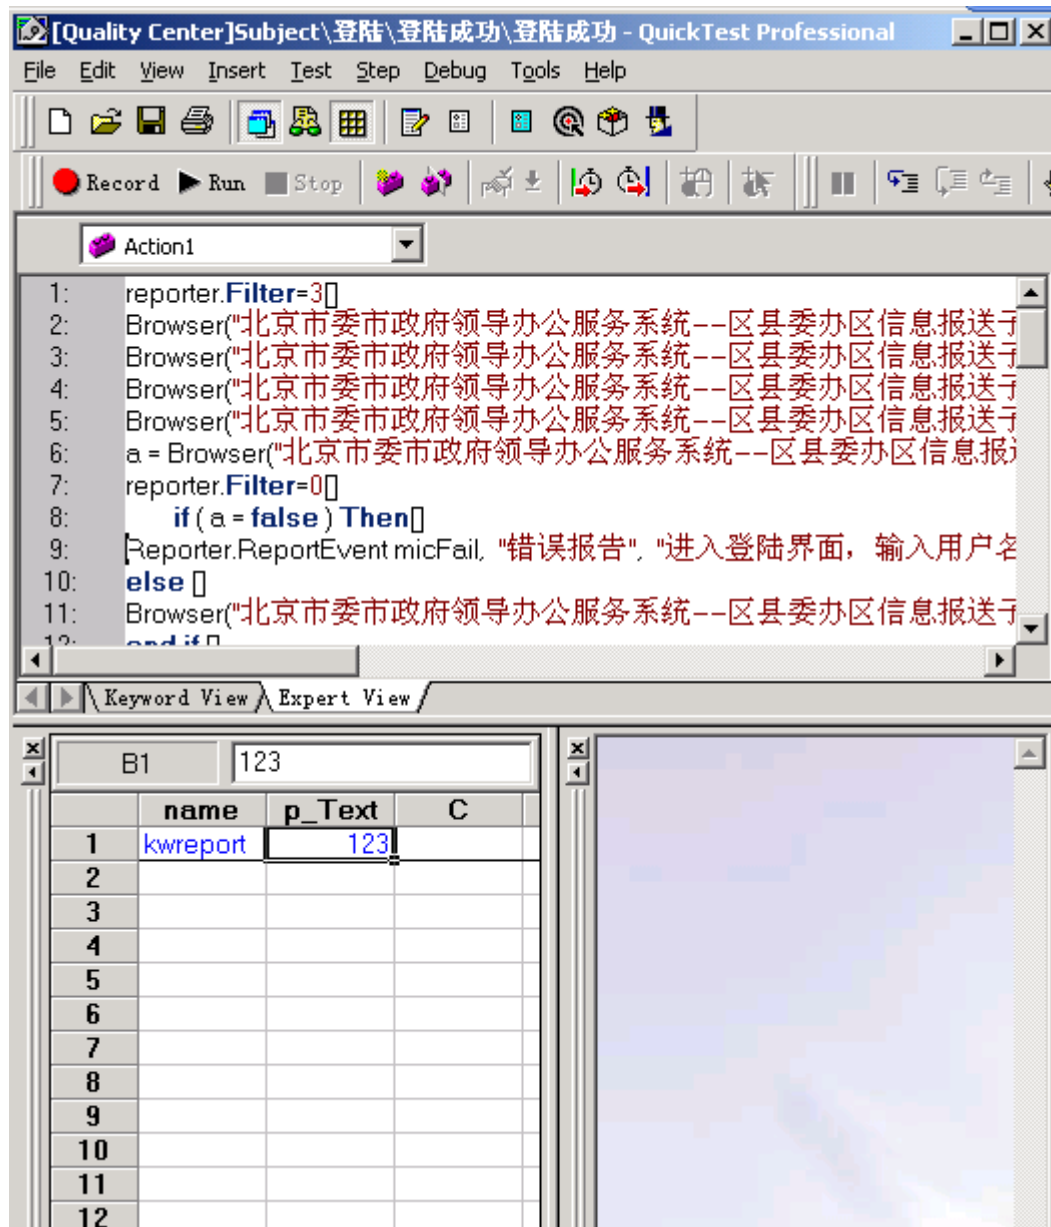 [Quality Center]Subject\登陆\登陆成功\登陆成功 - QuickTest Professional
File Edit View Insert Test Step Debug Tools Help
Record Run Stop
Action1
1: reporter.Filter=3[]
2: Browser("北京市委市政府领导办公服务系统--区县委办区信息报送子
3: Browser("北京市委市政府领导办公服务系统--区县委办区信息报送子
4: Browser("北京市委市政府领导办公服务系统--区县委办区信息报送子
5: Browser("北京市委市政府领导办公服务系统--区县委办区信息报送子
6: a = Browser("北京市委市政府领导办公服务系统--区县委办区信息报送
7: reporter.Filter=0[]
8: if ( a = false ) Then[]
9: Reporter.ReportEvent micFail, "错误报告", "进入登陆界面，输入用户名
10: else []
11: Browser("北京市委市政府领导办公服务系统--区县委办区信息报送子
12: end if []
Keyword View Expert View
B1 123
name p_Text C
1 kwreport 123
2
3
4
5
6
7
8
9
10
11
12